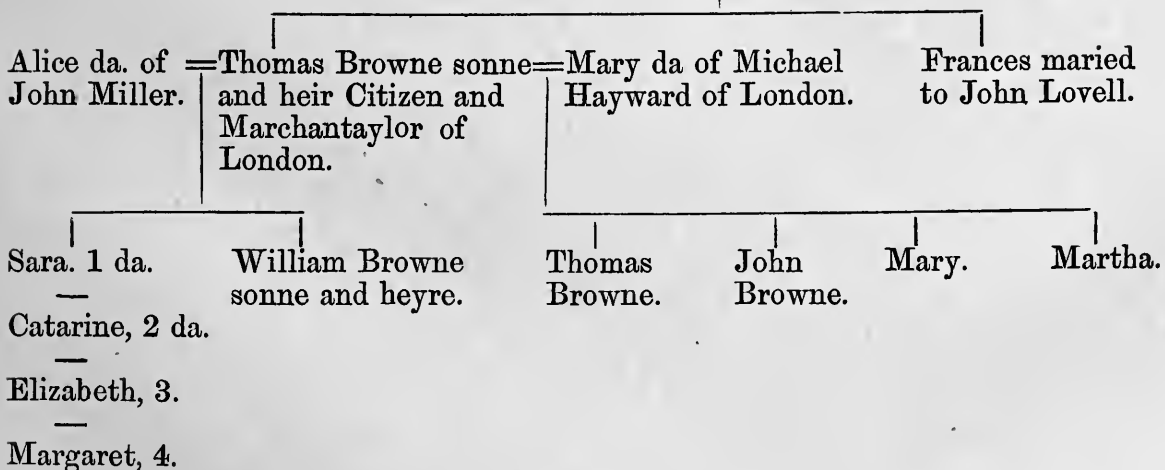 Alice da. of =Thomas Browne sonne=Mary da of Michael Frances maried
John Miller. and heir Citizen and Hayward of London. to John Lovell.
Marchantaylor of
London.
Sara. 1 da. William Browne Thomas John Mary. Martha.
sonne and heyre. Browne. Browne.
Catarine, 2 da.
Elizabeth, 3.
Margaret, 4.